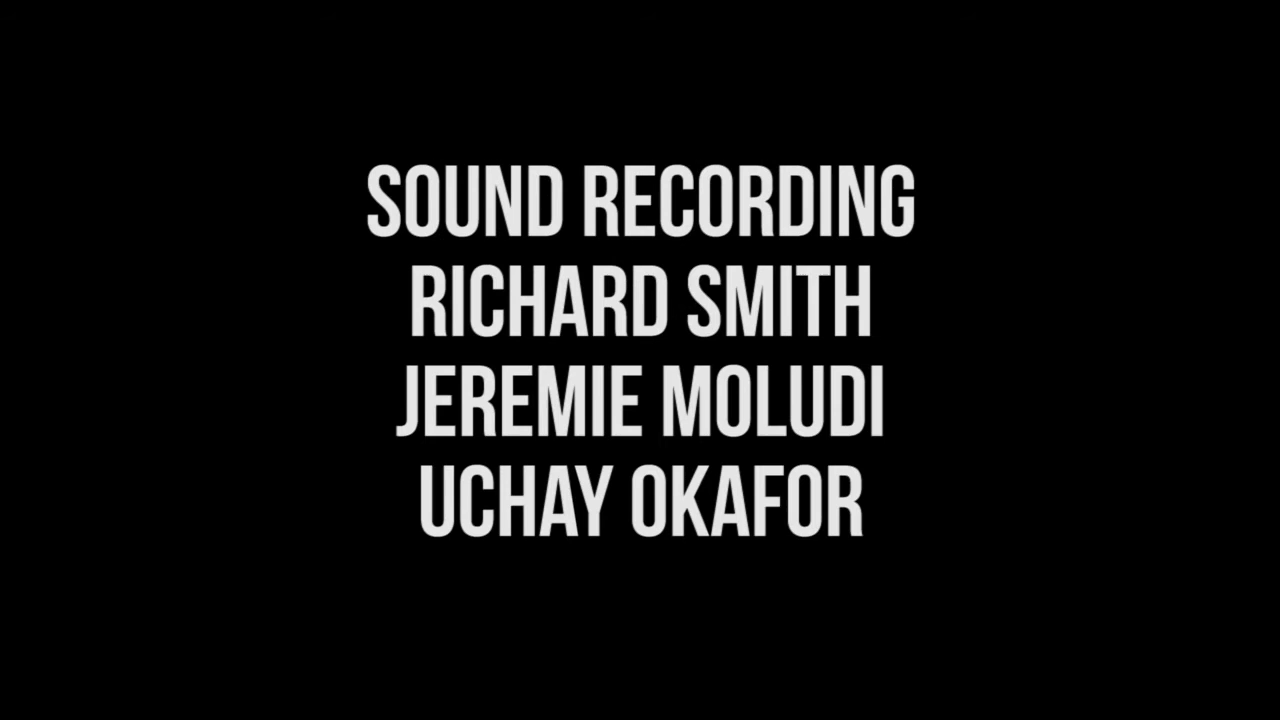 SOUND RECORDING
RICHARD SMITH
JEREMIE MOLUDI
UCHAY OKAFOR